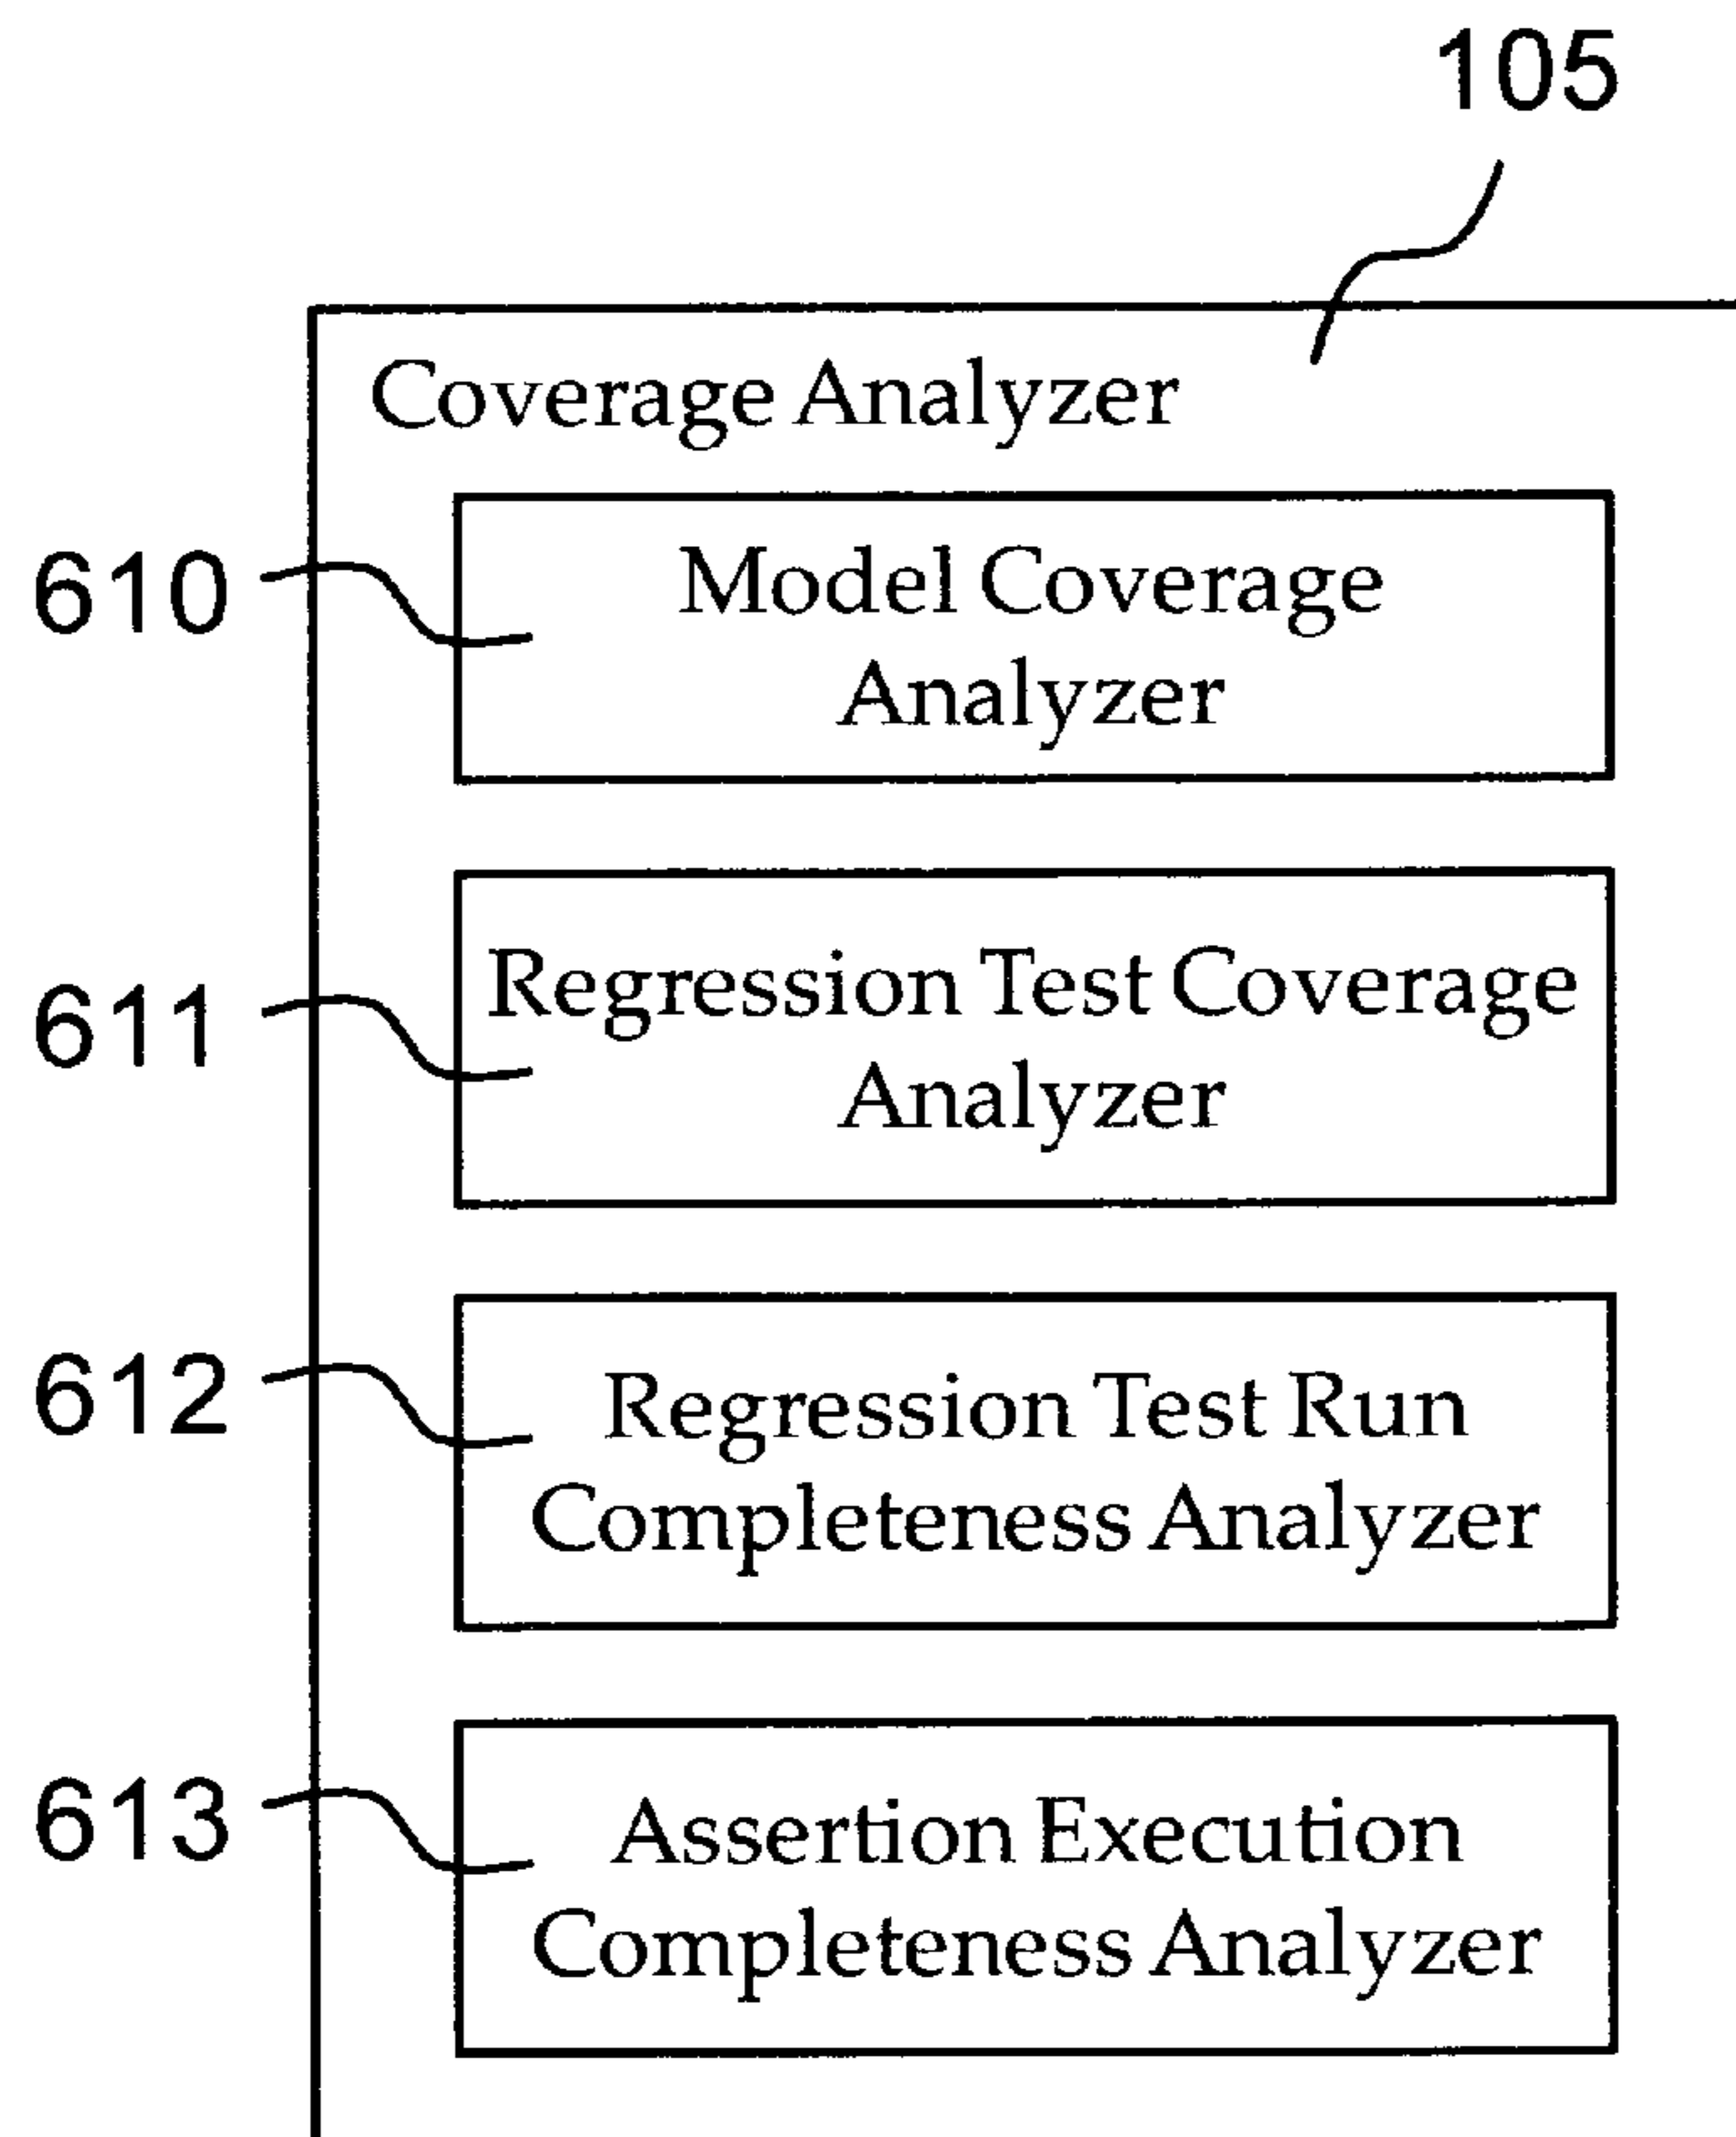 105
Coverage Analyzer
610
Model Coverage
Analyzer
611
Regression Test Coverage
Analyzer
612
Regression Test Run
Completeness Analyzer
613
Assertion Execution
Completeness Analyzer